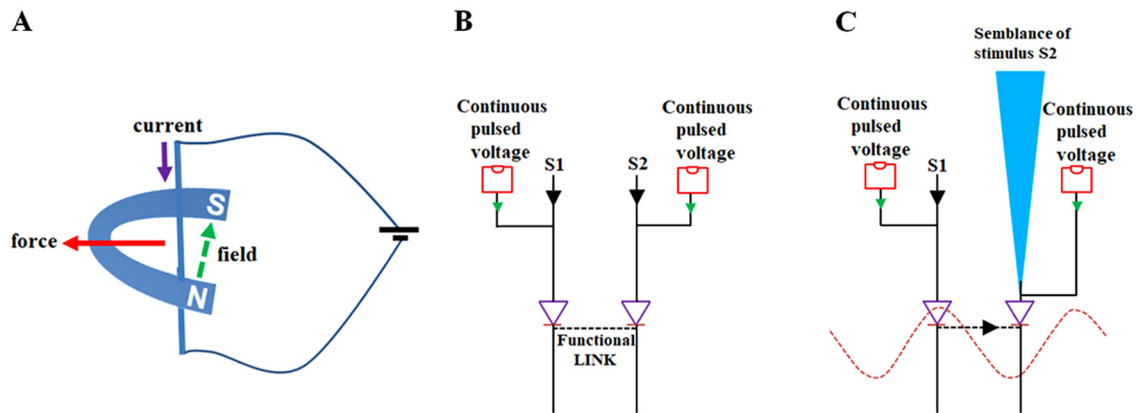 A
current
S
force
field
N
B
Continuous
pulsed
voltage
Continuous
pulsed
voltage
S1
S2
Functional
LINK
C
Semblance of
stimulus S2
Continuous
pulsed
voltage
Continuous
pulsed
voltage
S1